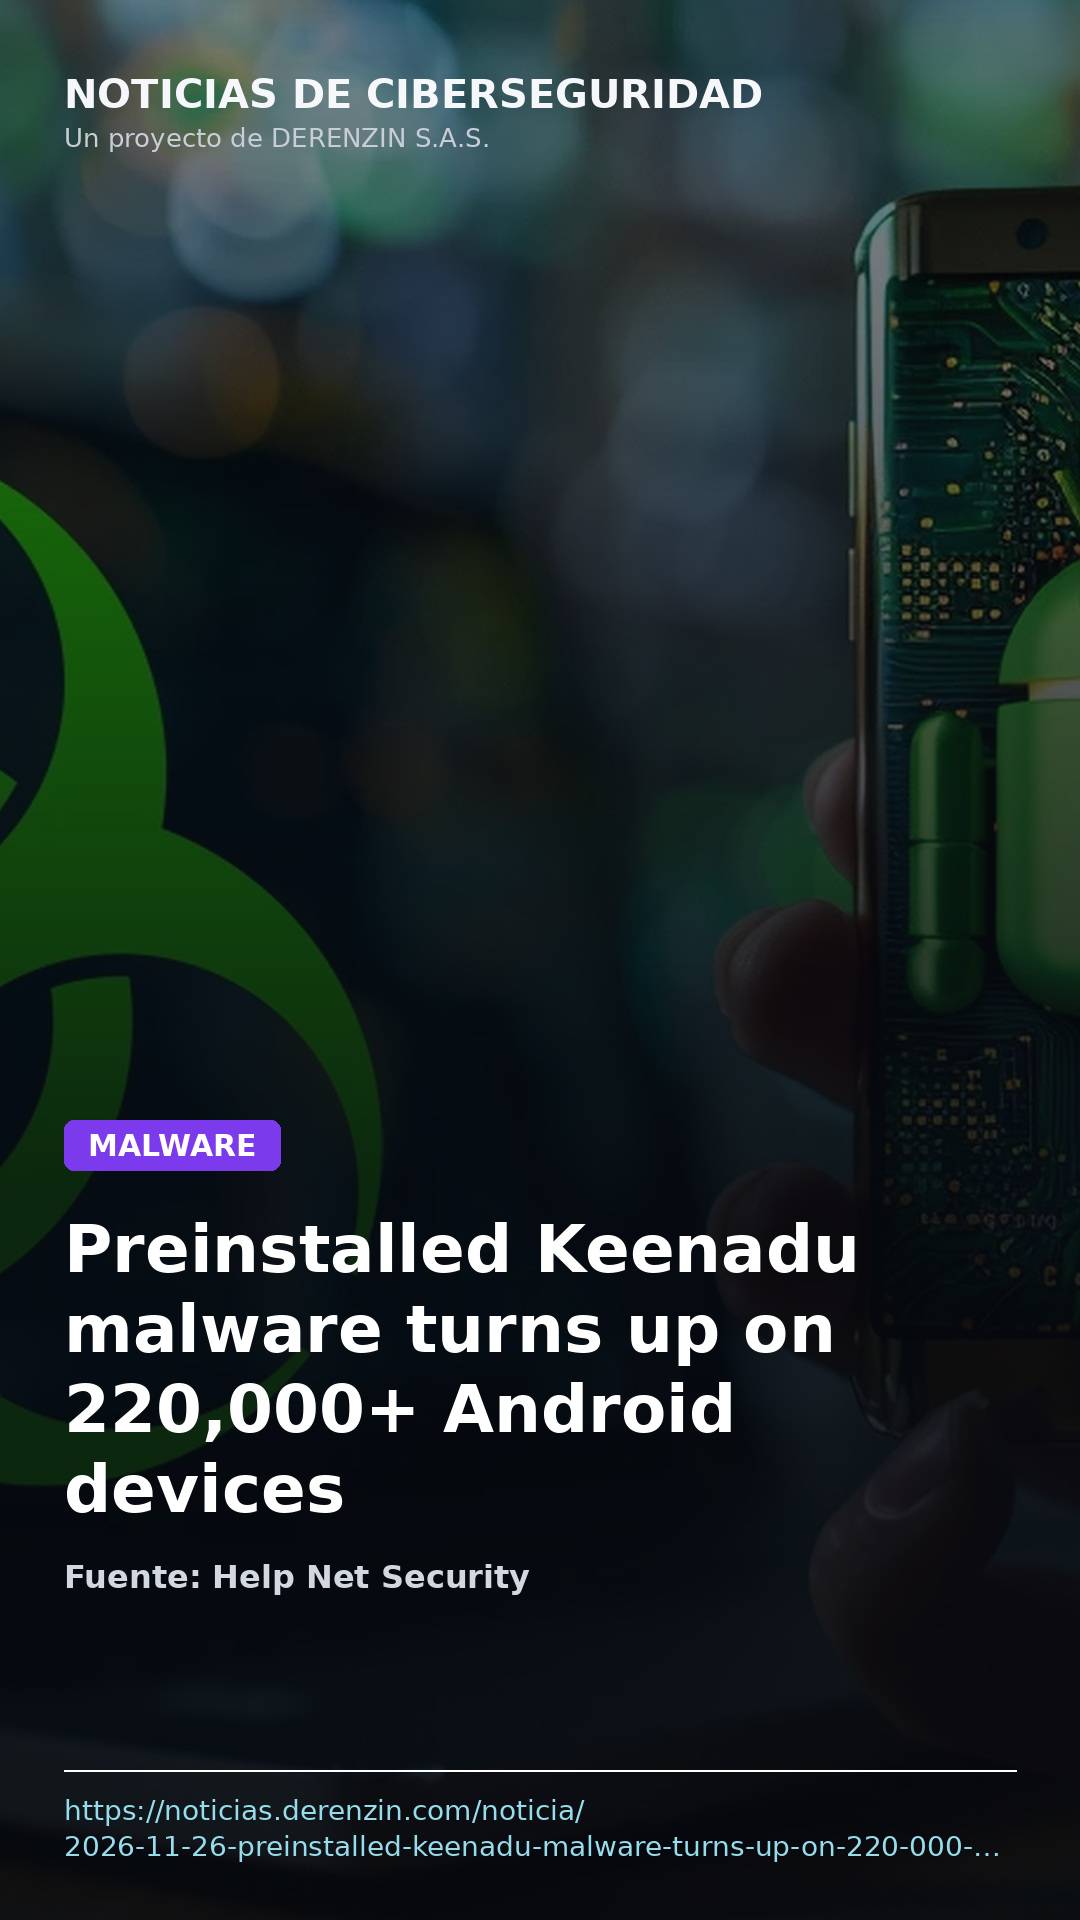 NOTICIAS DE CIBERSEGURIDAD
Un proyecto de DERENZIN S.A.S.
MALWARE
Preinstalled Keenadu
malware turns up on
220,000+ Android
devices
Fuente: Help Net Security
https://noticias.derenzin.com/noticia/
2026-11-26-preinstalled-keenadu-malware-turns-up-on-220-000-…